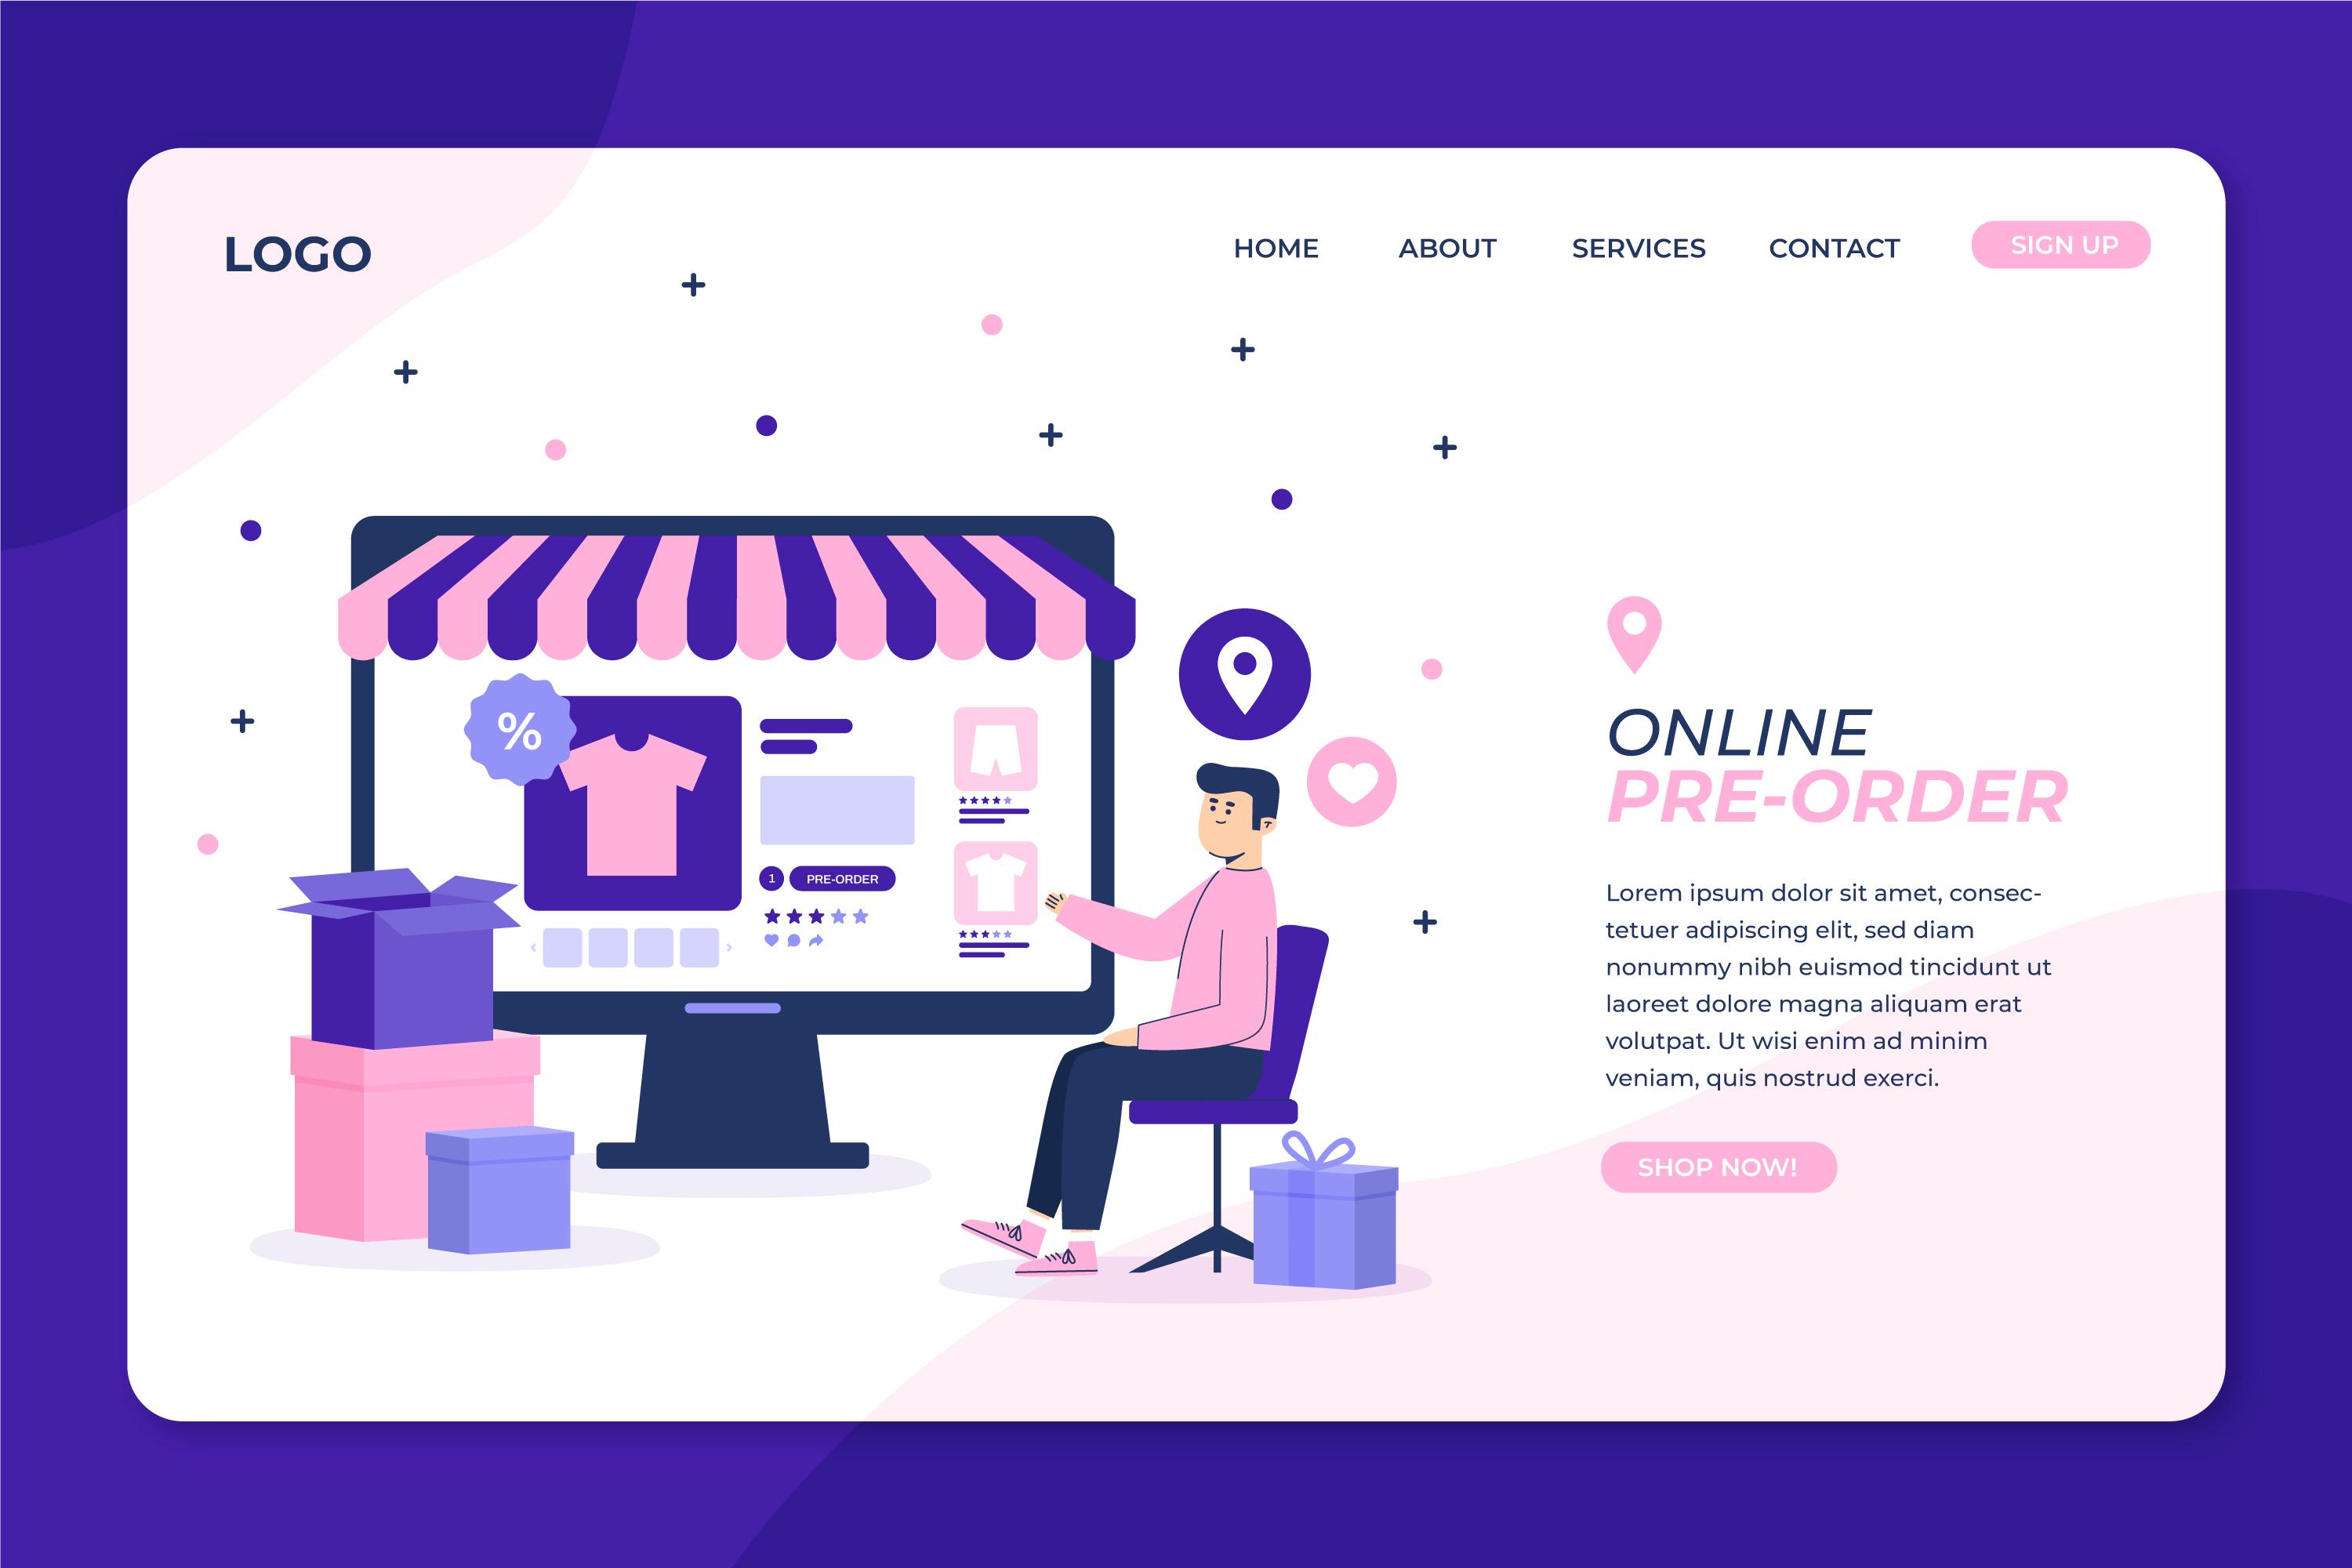 LOGO
HOME ABOUT SERVICES CONTACT SIGN UP
%
1 PRE-ORDER
ONLINE
PRE-ORDER
Lorem ipsum dolor sit amet, consec-
tetuer adipiscing elit, sed diam
nonummy nibh euismod tincidunt ut
laoreet dolore magna aliquam erat
volutpat. Ut wisi enim ad minim
veniam, quis nostrud exerci.
SHOP NOW!